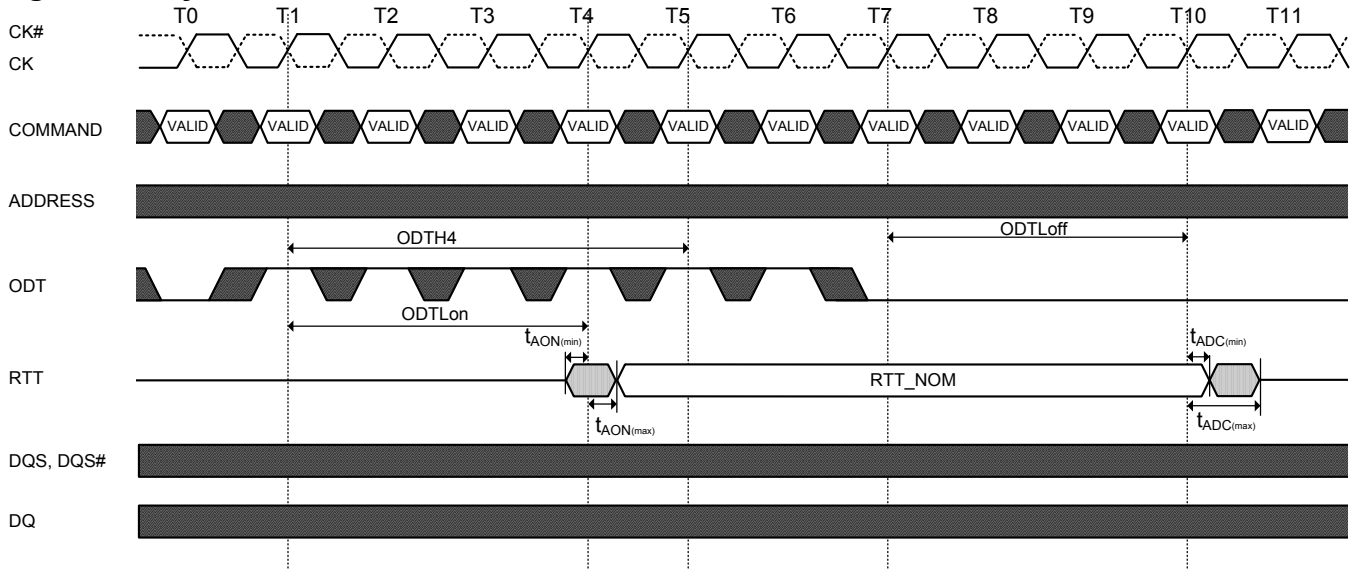 T0 T1 T2 T3 T4 T5 T6 T7 T8 T9 T10 T11
CK#
CK
COMMAND VALID VALID VALID VALID VALID VALID VALID VALID VALID VALID VALID VALID
ADDRESS
ODTH4 ODTLoff
ODT
ODTLon
tAON(min) tADC(min)
RTT RTT_NOM
tAON(max) tADC(max)
DQS, DQS#
DQ